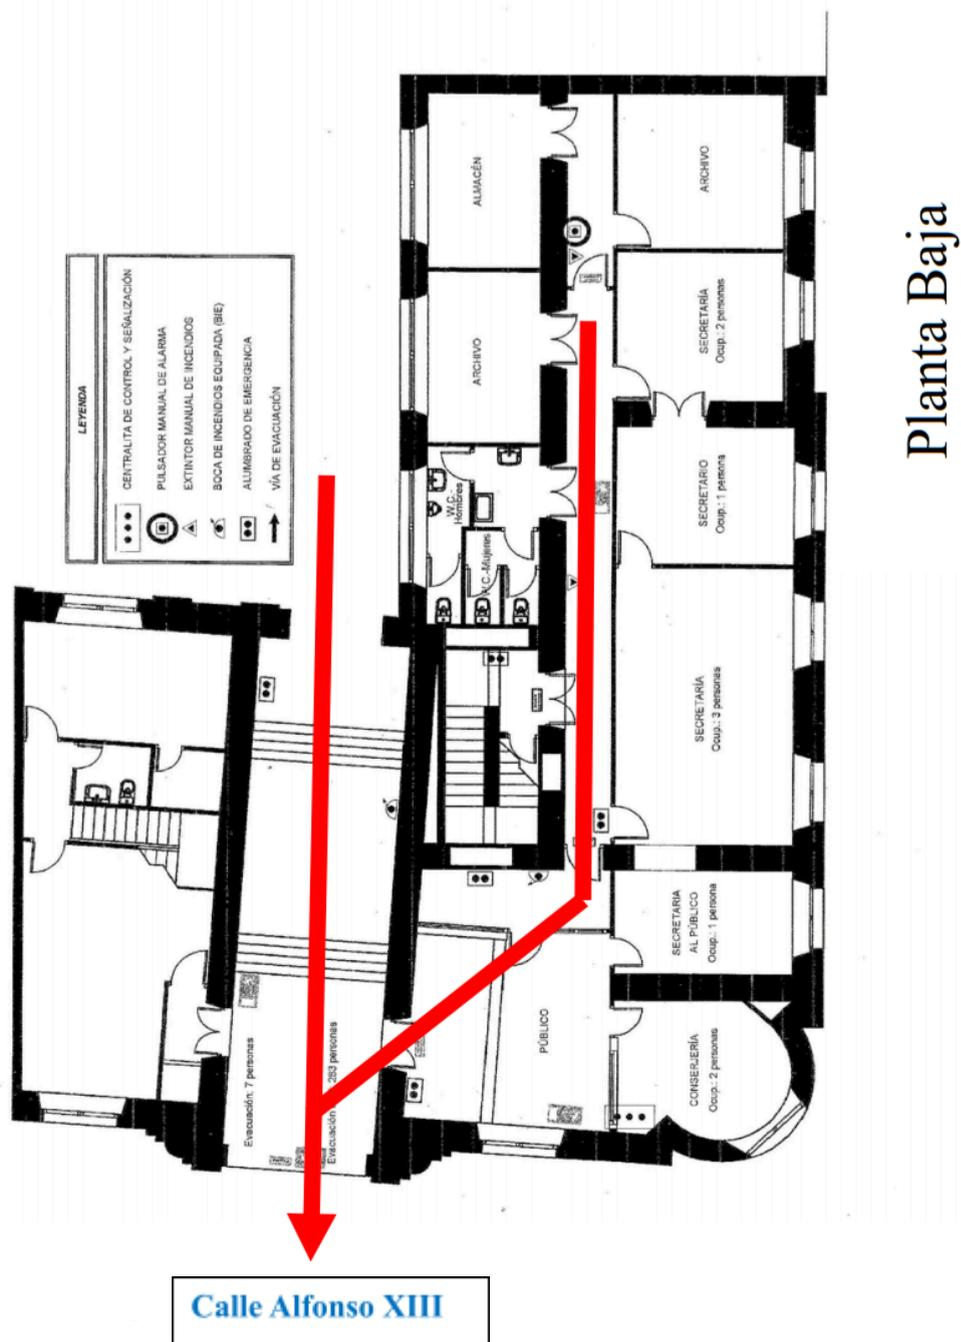 Planta Baja
LEYENDA
CENTRALITA DE CONTROL Y SEÑALIZACIÓN
PULSADOR MANUAL DE ALARMA
EXTINTOR MANUAL DE INCENDIOS
BOCA DE INCENDIOS EQUIPADA (BIE)
ALUMBRADO DE EMERGENCIA
VÍA DE EVACUACIÓN
ALMACÉN
ARCHIVO
ARCHIVO
SECRETARÍA
Ocup.: 2 personas
W.C.-
Hombres
W.C.-Mujeres
SECRETARIO
Ocup.: 1 persona
SECRETARÍA
Ocup.: 3 personas
SECRETARIA
AL PÚBLICO
Ocup.: 1 persona
PÚBLICO
CONSERJERÍA
Ocup.: 2 personas
Evacuación: 7 personas
Evacuación 283 personas
Calle Alfonso XIII